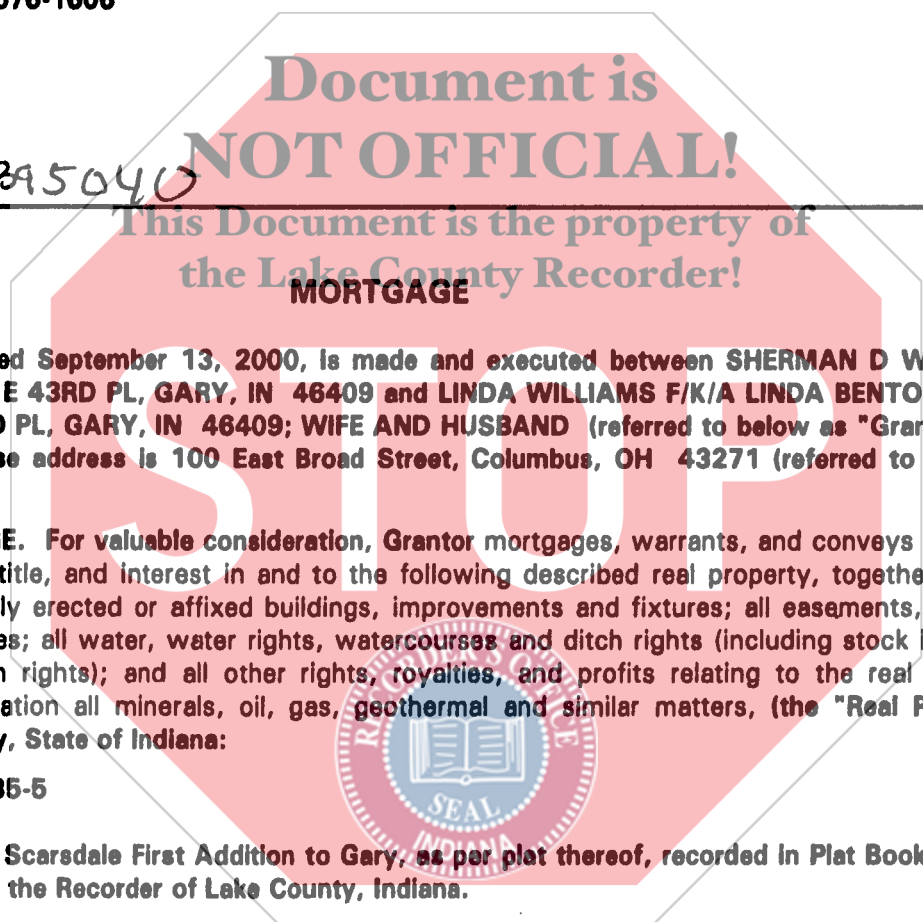 Document is
NOT OFFICIAL!
395040
This Document is the property of
the Lake County Recorder!
MORTGAGE
ed September 13, 2000, is made and executed between SHERMAN D W
E 43RD PL, GARY, IN 46409 and LINDA WILLIAMS F/K/A LINDA BENTO
PL, GARY, IN 46409; WIFE AND HUSBAND (referred to below as "Gran
se address is 100 East Broad Street, Columbus, OH 43271 (referred to
STOP
E. For valuable consideration, Grantor mortgages, warrants, and conveys
title, and interest in and to the following described real property, togethe
ly erected or affixed buildings, improvements and fixtures; all easements,
es; all water, water rights, watercourses and ditch rights (including stock
rights); and all other rights, royalties, and profits relating to the real
ation all minerals, oil, gas, geothermal and similar matters, (the "Real P
y, State of Indiana:
RECORDER'S OFFICE
SEAL
INDIANA
35-5
Scarsdale First Addition to Gary, as per plat thereof, recorded in Plat Book
the Recorder of Lake County, Indiana.